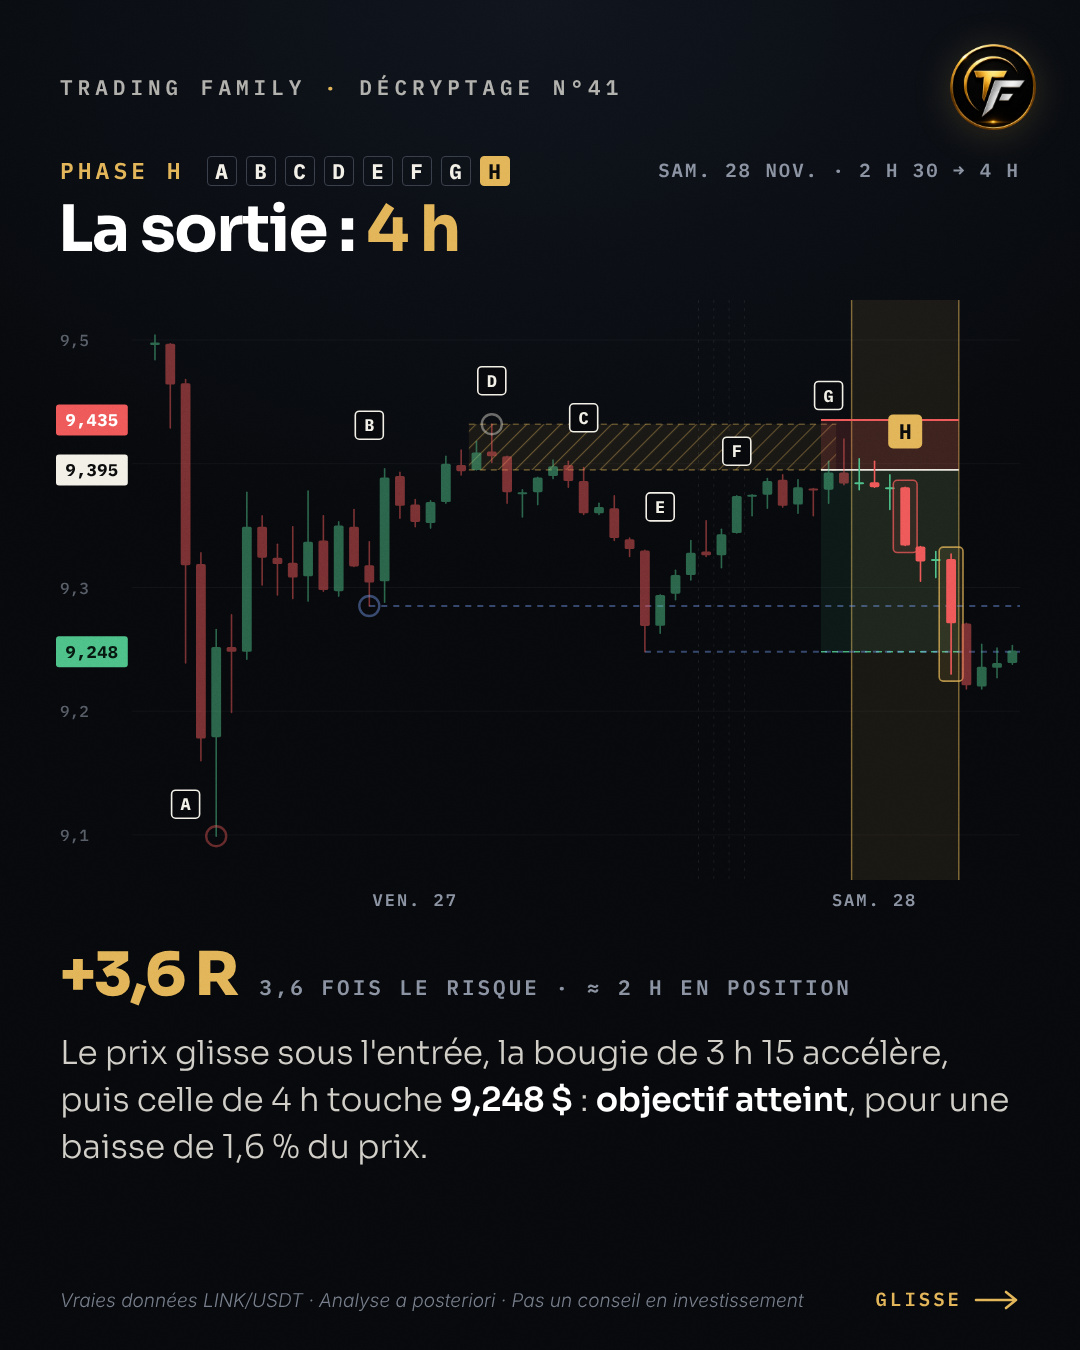 TRADING FAMILY · DÉCRYPTAGE N°41
TF
PHASE H A B C D E F G H
SAM. 28 NOV. · 2 H 30 → 4 H
La sortie : 4 h
9,5
9,435
9,395
9,3
9,248
9,2
9,1
A
B
D
C
E
F
G
H
VEN. 27
SAM. 28
+3,6 R 3,6 FOIS LE RISQUE · ≈ 2 H EN POSITION
Le prix glisse sous l'entrée, la bougie de 3 h 15 accélère,
puis celle de 4 h touche 9,248 $ : objectif atteint, pour une
baisse de 1,6 % du prix.
Vraies données LINK/USDT · Analyse a posteriori · Pas un conseil en investissement
GLISSE →